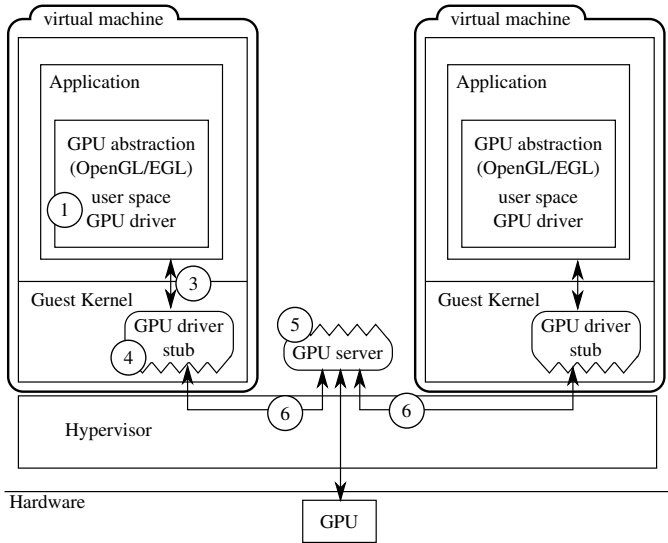 virtual machine
Application
GPU abstraction
(OpenGL/EGL)
user space
GPU driver
1
3
Guest Kernel
GPU driver
stub
4
5
GPU server
virtual machine
Application
GPU abstraction
(OpenGL/EGL)
user space
GPU driver
Guest Kernel
GPU driver
stub
6
6
Hypervisor
Hardware
GPU